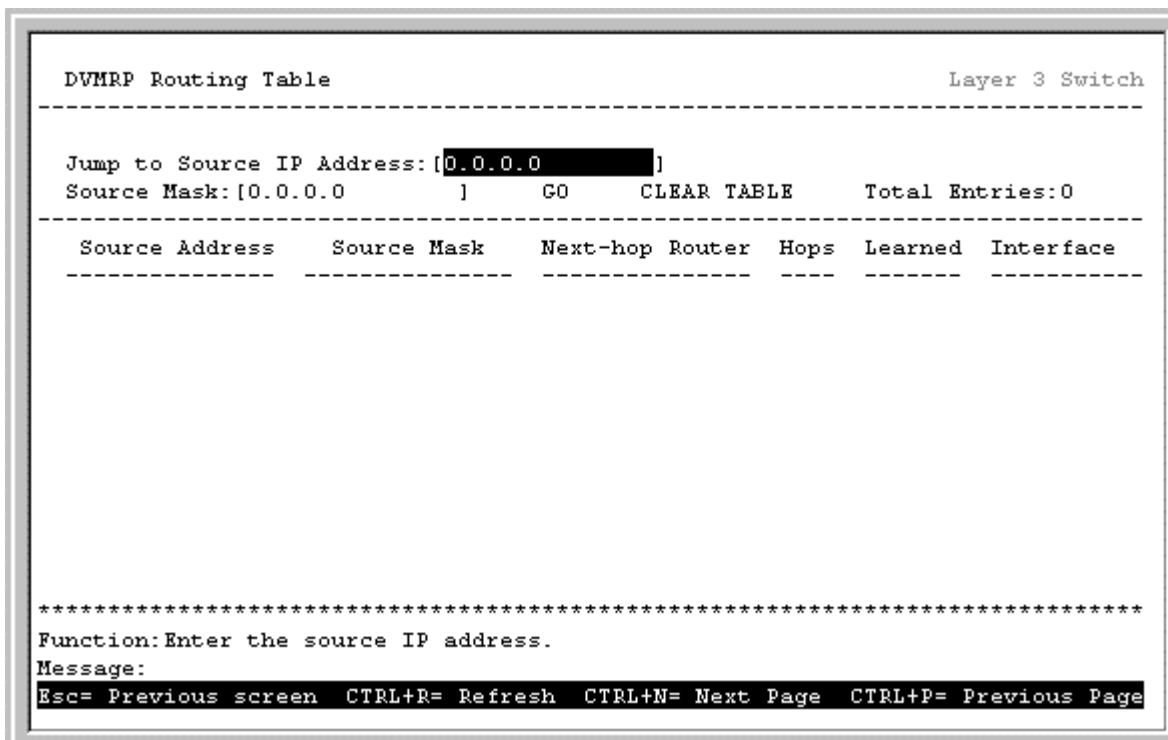 DVMRP Routing Table Layer 3 Switch
--------------------------------------------------------------------------------
Jump to Source IP Address:[0.0.0.0 ]
Source Mask:[0.0.0.0 ] GO CLEAR TABLE Total Entries:0
--------------------------------------------------------------------------------
Source Address Source Mask Next-hop Router Hops Learned Interface
--------------- --------------- --------------- ---- ------- -----------
********************************************************************************
Function:Enter the source IP address.
Message:
Esc= Previous screen CTRL+R= Refresh CTRL+N= Next Page CTRL+P= Previous Page